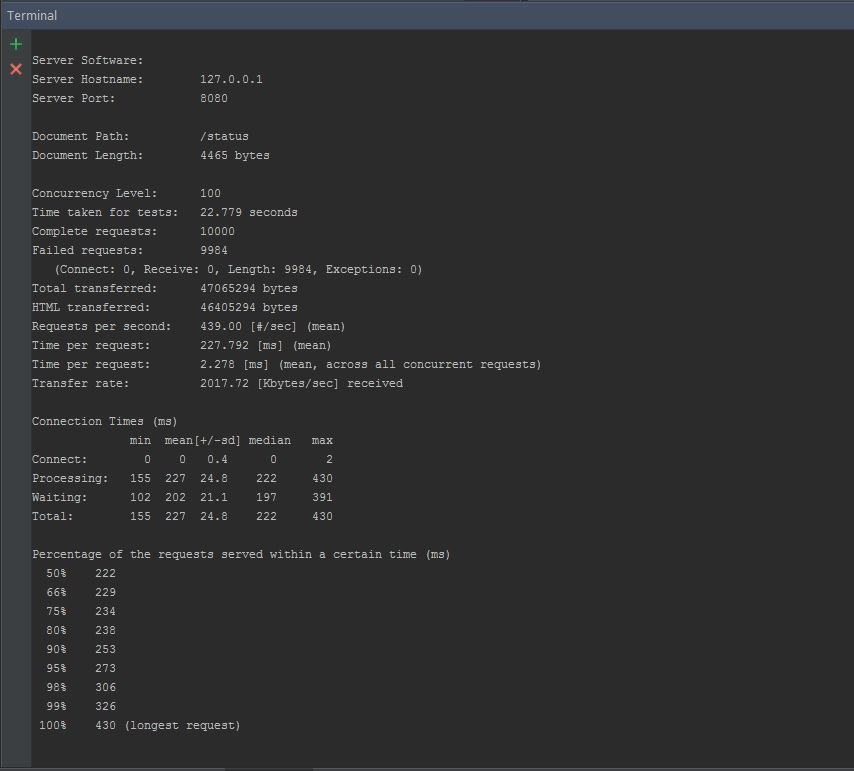 Terminal
Server Software:
Server Hostname: 127.0.0.1
Server Port: 8080
Document Path: /status
Document Length: 4465 bytes
Concurrency Level: 100
Time taken for tests: 22.779 seconds
Complete requests: 10000
Failed requests: 9984
(Connect: 0, Receive: 0, Length: 9984, Exceptions: 0)
Total transferred: 47065294 bytes
HTML transferred: 46405294 bytes
Requests per second: 439.00 [#/sec] (mean)
Time per request: 227.792 [ms] (mean)
Time per request: 2.278 [ms] (mean, across all concurrent requests)
Transfer rate: 2017.72 [Kbytes/sec] received
Connection Times (ms)
min mean[+/-sd] median max
Connect: 0 0 0.4 0 2
Processing: 155 227 24.8 222 430
Waiting: 102 202 21.1 197 391
Total: 155 227 24.8 222 430
Percentage of the requests served within a certain time (ms)
50% 222
66% 229
75% 234
80% 238
90% 253
95% 273
98% 306
99% 326
100% 430 (longest request)